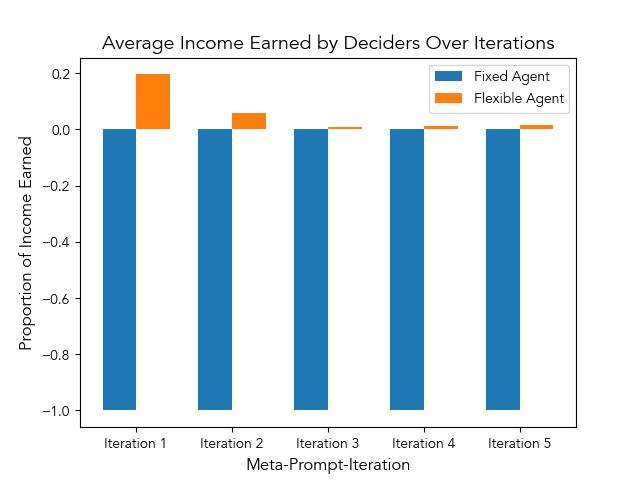 Average Income Earned by Deciders Over Iterations
Fixed Agent
Flexible Agent
0.2
0.0
−0.2
−0.4
−0.6
−0.8
−1.0
Proportion of Income Earned
Iteration 1 Iteration 2 Iteration 3 Iteration 4 Iteration 5
Meta-Prompt-Iteration